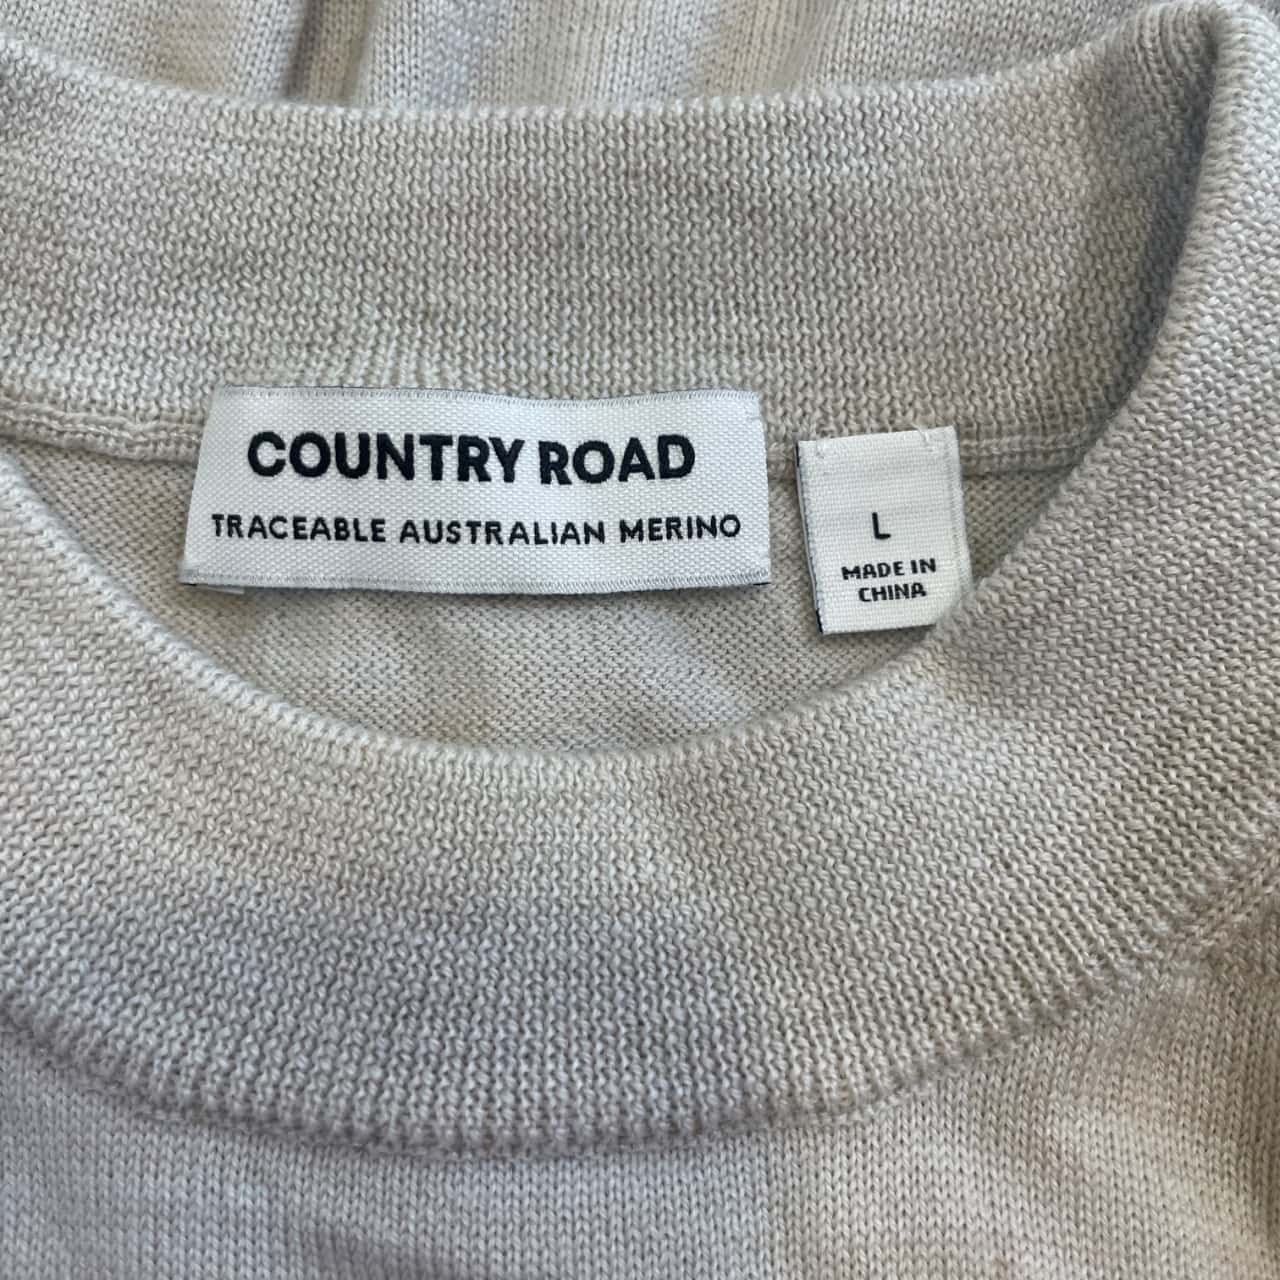 COUNTRY ROAD
TRACEABLE AUSTRALIAN MERINO
L
MADE IN
CHINA